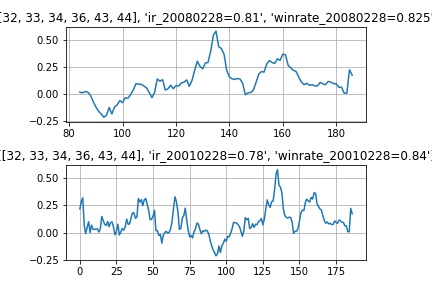 [32, 33, 34, 36, 43, 44], 'ir_20080228=0.81', 'winrate_20080228=0.825'
0.50
0.25
0.00
−0.25
80 100 120 140 160 180
[[32, 33, 34, 36, 43, 44], 'ir_20010228=0.78', 'winrate_20010228=0.84']
0.50
0.25
0.00
−0.25
0 25 50 75 100 125 150 175